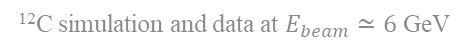 ¹²C simulation and data at E_beam ≃ 6 GeV